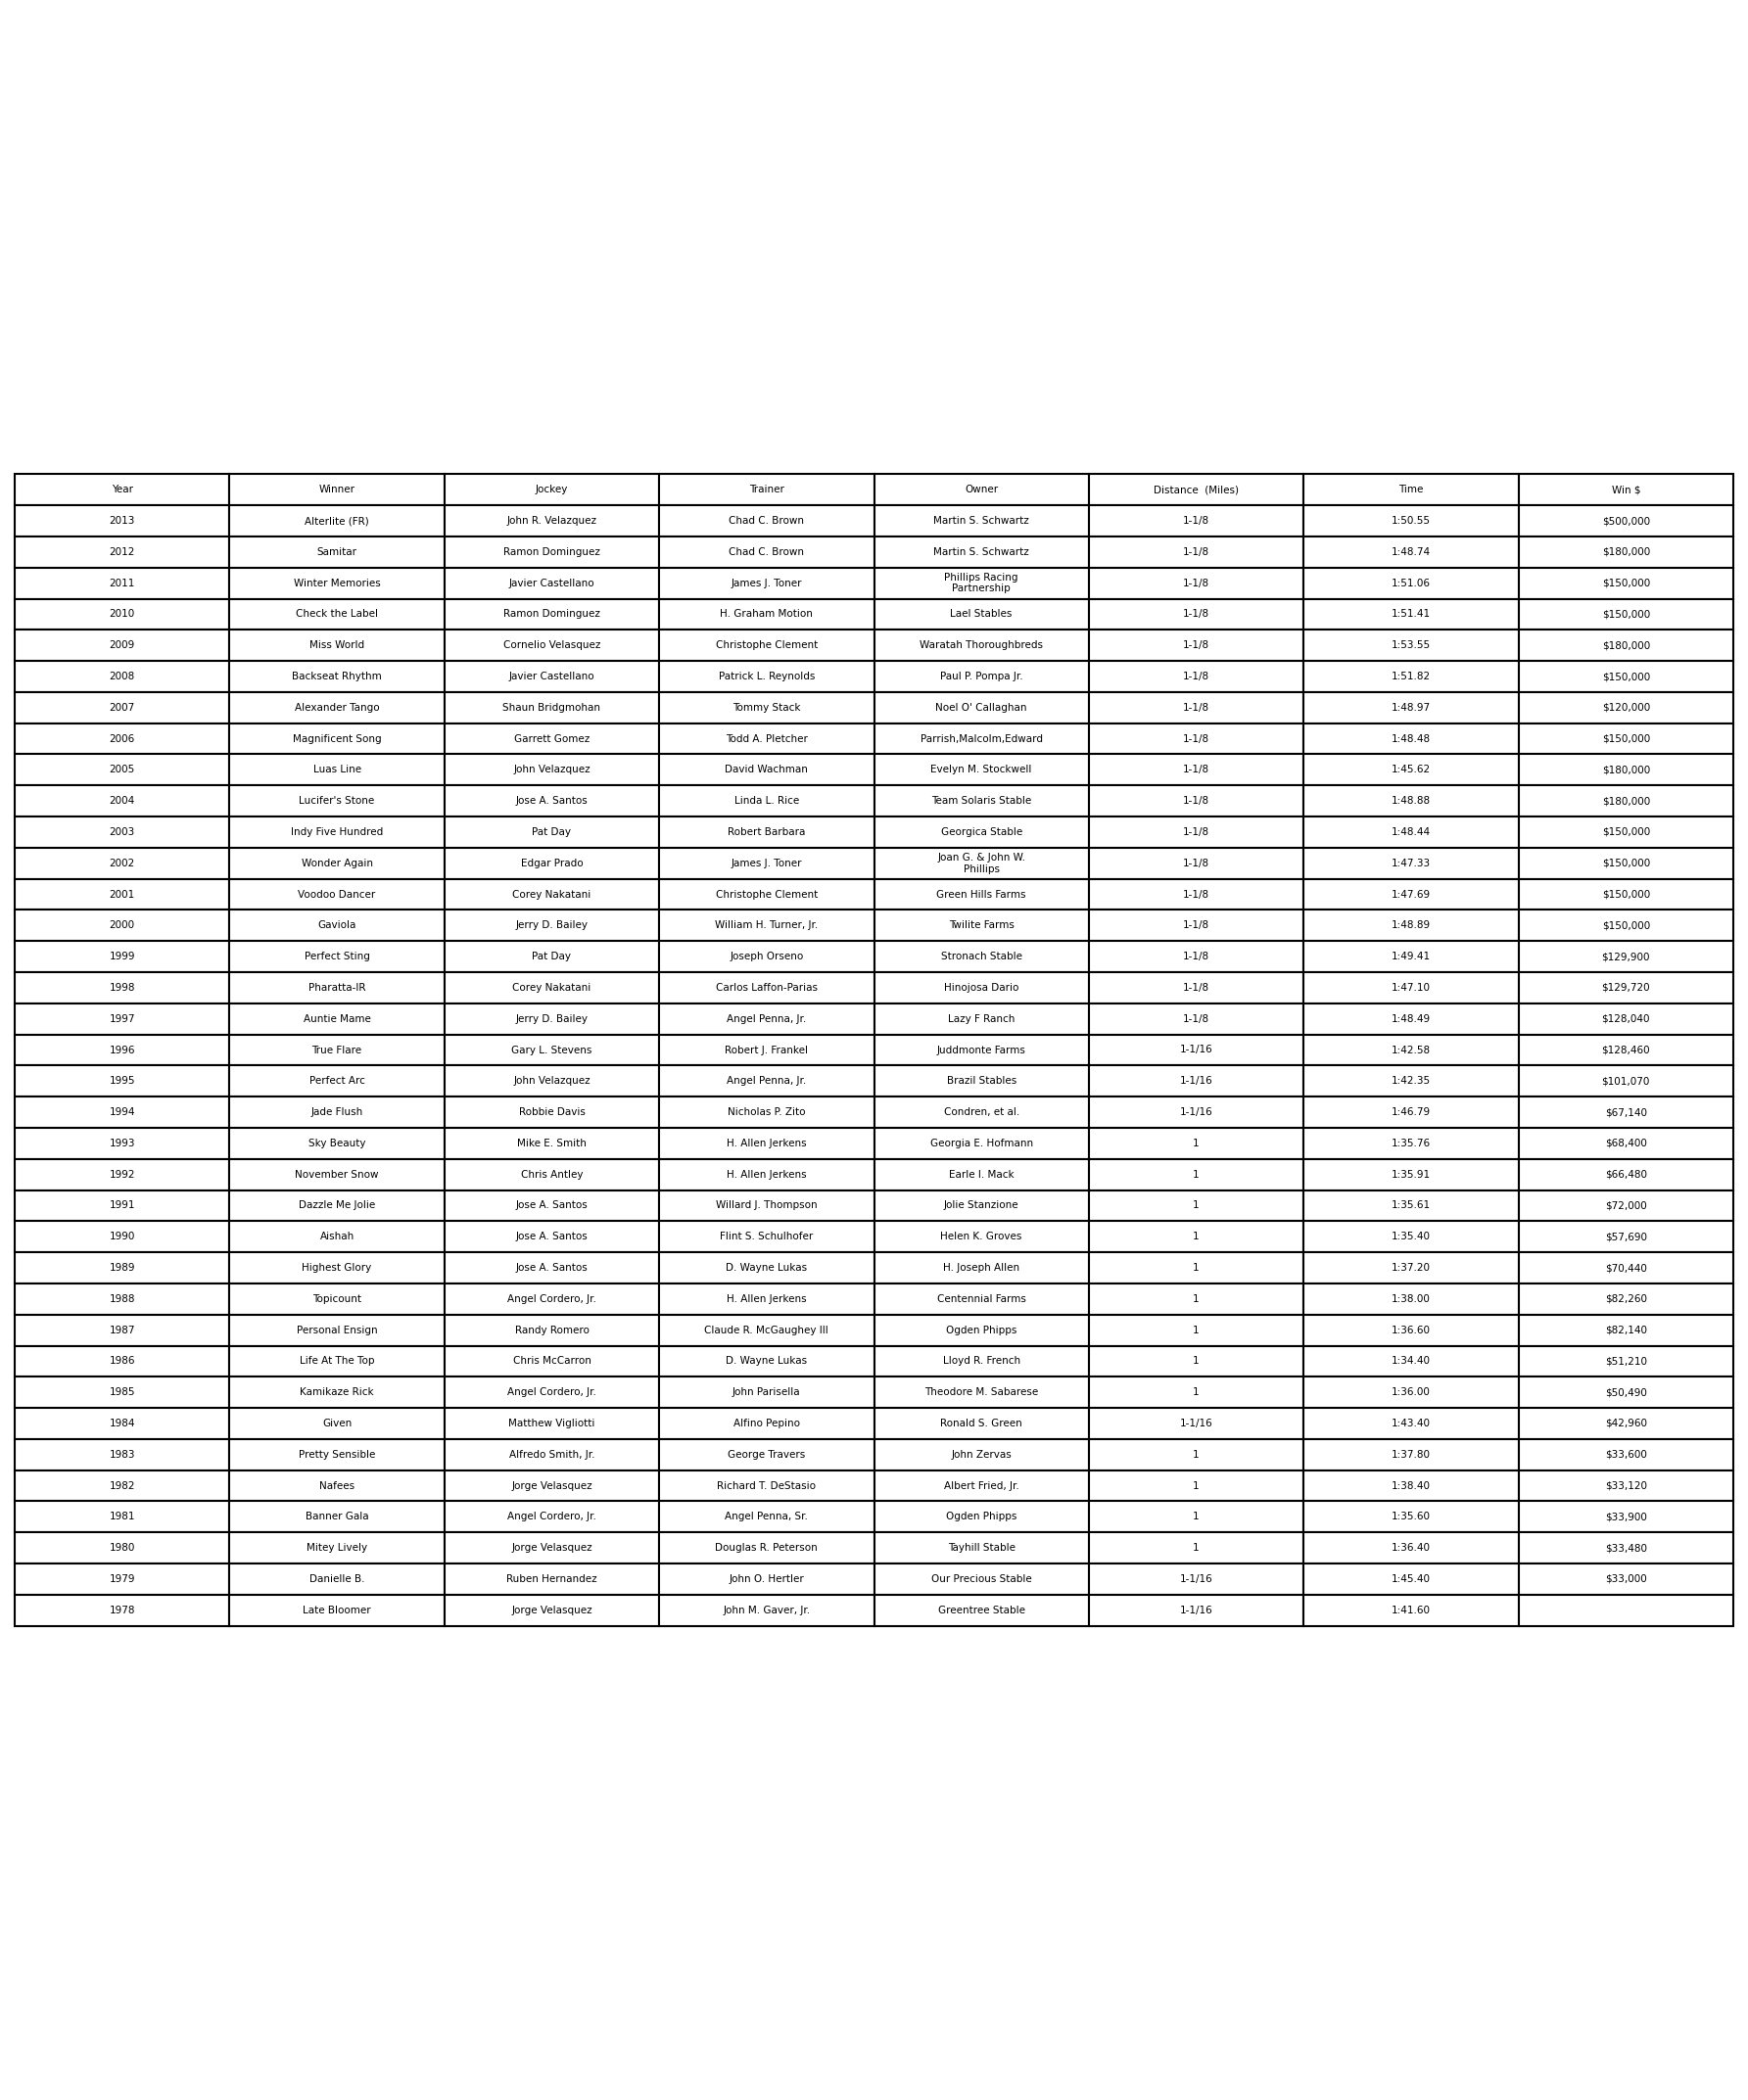 Year Winner Jockey Trainer Owner Distance  (Miles) Time Win $
2013 Alterlite (FR) John R. Velazquez Chad C. Brown Martin S. Schwartz 1-1/8 1:50.55 $500,000
2012 Samitar Ramon Dominguez Chad C. Brown Martin S. Schwartz 1-1/8 1:48.74 $180,000
2011 Winter Memories Javier Castellano James J. Toner Phillips Racing Partnership 1-1/8 1:51.06 $150,000
2010 Check the Label Ramon Dominguez H. Graham Motion Lael Stables 1-1/8 1:51.41 $150,000
2009 Miss World Cornelio Velasquez Christophe Clement Waratah Thoroughbreds 1-1/8 1:53.55 $180,000
2008 Backseat Rhythm Javier Castellano Patrick L. Reynolds Paul P. Pompa Jr. 1-1/8 1:51.82 $150,000
2007 Alexander Tango Shaun Bridgmohan Tommy Stack Noel O' Callaghan 1-1/8 1:48.97 $120,000
2006 Magnificent Song Garrett Gomez Todd A. Pletcher Parrish,Malcolm,Edward 1-1/8 1:48.48 $150,000
2005 Luas Line John Velazquez David Wachman Evelyn M. Stockwell 1-1/8 1:45.62 $180,000
2004 Lucifer's Stone Jose A. Santos Linda L. Rice Team Solaris Stable 1-1/8 1:48.88 $180,000
2003 Indy Five Hundred Pat Day Robert Barbara Georgica Stable 1-1/8 1:48.44 $150,000
2002 Wonder Again Edgar Prado James J. Toner Joan G. & John W. Phillips 1-1/8 1:47.33 $150,000
2001 Voodoo Dancer Corey Nakatani Christophe Clement Green Hills Farms 1-1/8 1:47.69 $150,000
2000 Gaviola Jerry D. Bailey William H. Turner, Jr. Twilite Farms 1-1/8 1:48.89 $150,000
1999 Perfect Sting Pat Day Joseph Orseno Stronach Stable 1-1/8 1:49.41 $129,900
1998 Pharatta-IR Corey Nakatani Carlos Laffon-Parias Hinojosa Dario 1-1/8 1:47.10 $129,720
1997 Auntie Mame Jerry D. Bailey Angel Penna, Jr. Lazy F Ranch 1-1/8 1:48.49 $128,040
1996 True Flare Gary L. Stevens Robert J. Frankel Juddmonte Farms 1-1/16 1:42.58 $128,460
1995 Perfect Arc John Velazquez Angel Penna, Jr. Brazil Stables 1-1/16 1:42.35 $101,070
1994 Jade Flush Robbie Davis Nicholas P. Zito Condren, et al. 1-1/16 1:46.79 $67,140
1993 Sky Beauty Mike E. Smith H. Allen Jerkens Georgia E. Hofmann 1 1:35.76 $68,400
1992 November Snow Chris Antley H. Allen Jerkens Earle I. Mack 1 1:35.91 $66,480
1991 Dazzle Me Jolie Jose A. Santos Willard J. Thompson Jolie Stanzione 1 1:35.61 $72,000
1990 Aishah Jose A. Santos Flint S. Schulhofer Helen K. Groves 1 1:35.40 $57,690
1989 Highest Glory Jose A. Santos D. Wayne Lukas H. Joseph Allen 1 1:37.20 $70,440
1988 Topicount Angel Cordero, Jr. H. Allen Jerkens Centennial Farms 1 1:38.00 $82,260
1987 Personal Ensign Randy Romero Claude R. McGaughey III Ogden Phipps 1 1:36.60 $82,140
1986 Life At The Top Chris McCarron D. Wayne Lukas Lloyd R. French 1 1:34.40 $51,210
1985 Kamikaze Rick Angel Cordero, Jr. John Parisella Theodore M. Sabarese 1 1:36.00 $50,490
1984 Given Matthew Vigliotti Alfino Pepino Ronald S. Green 1-1/16 1:43.40 $42,960
1983 Pretty Sensible Alfredo Smith, Jr. George Travers John Zervas 1 1:37.80 $33,600
1982 Nafees Jorge Velasquez Richard T. DeStasio Albert Fried, Jr. 1 1:38.40 $33,120
1981 Banner Gala Angel Cordero, Jr. Angel Penna, Sr. Ogden Phipps 1 1:35.60 $33,900
1980 Mitey Lively Jorge Velasquez Douglas R. Peterson Tayhill Stable 1 1:36.40 $33,480
1979 Danielle B. Ruben Hernandez John O. Hertler Our Precious Stable 1-1/16 1:45.40 $33,000
1978 Late Bloomer Jorge Velasquez John M. Gaver, Jr. Greentree Stable 1-1/16 1:41.60